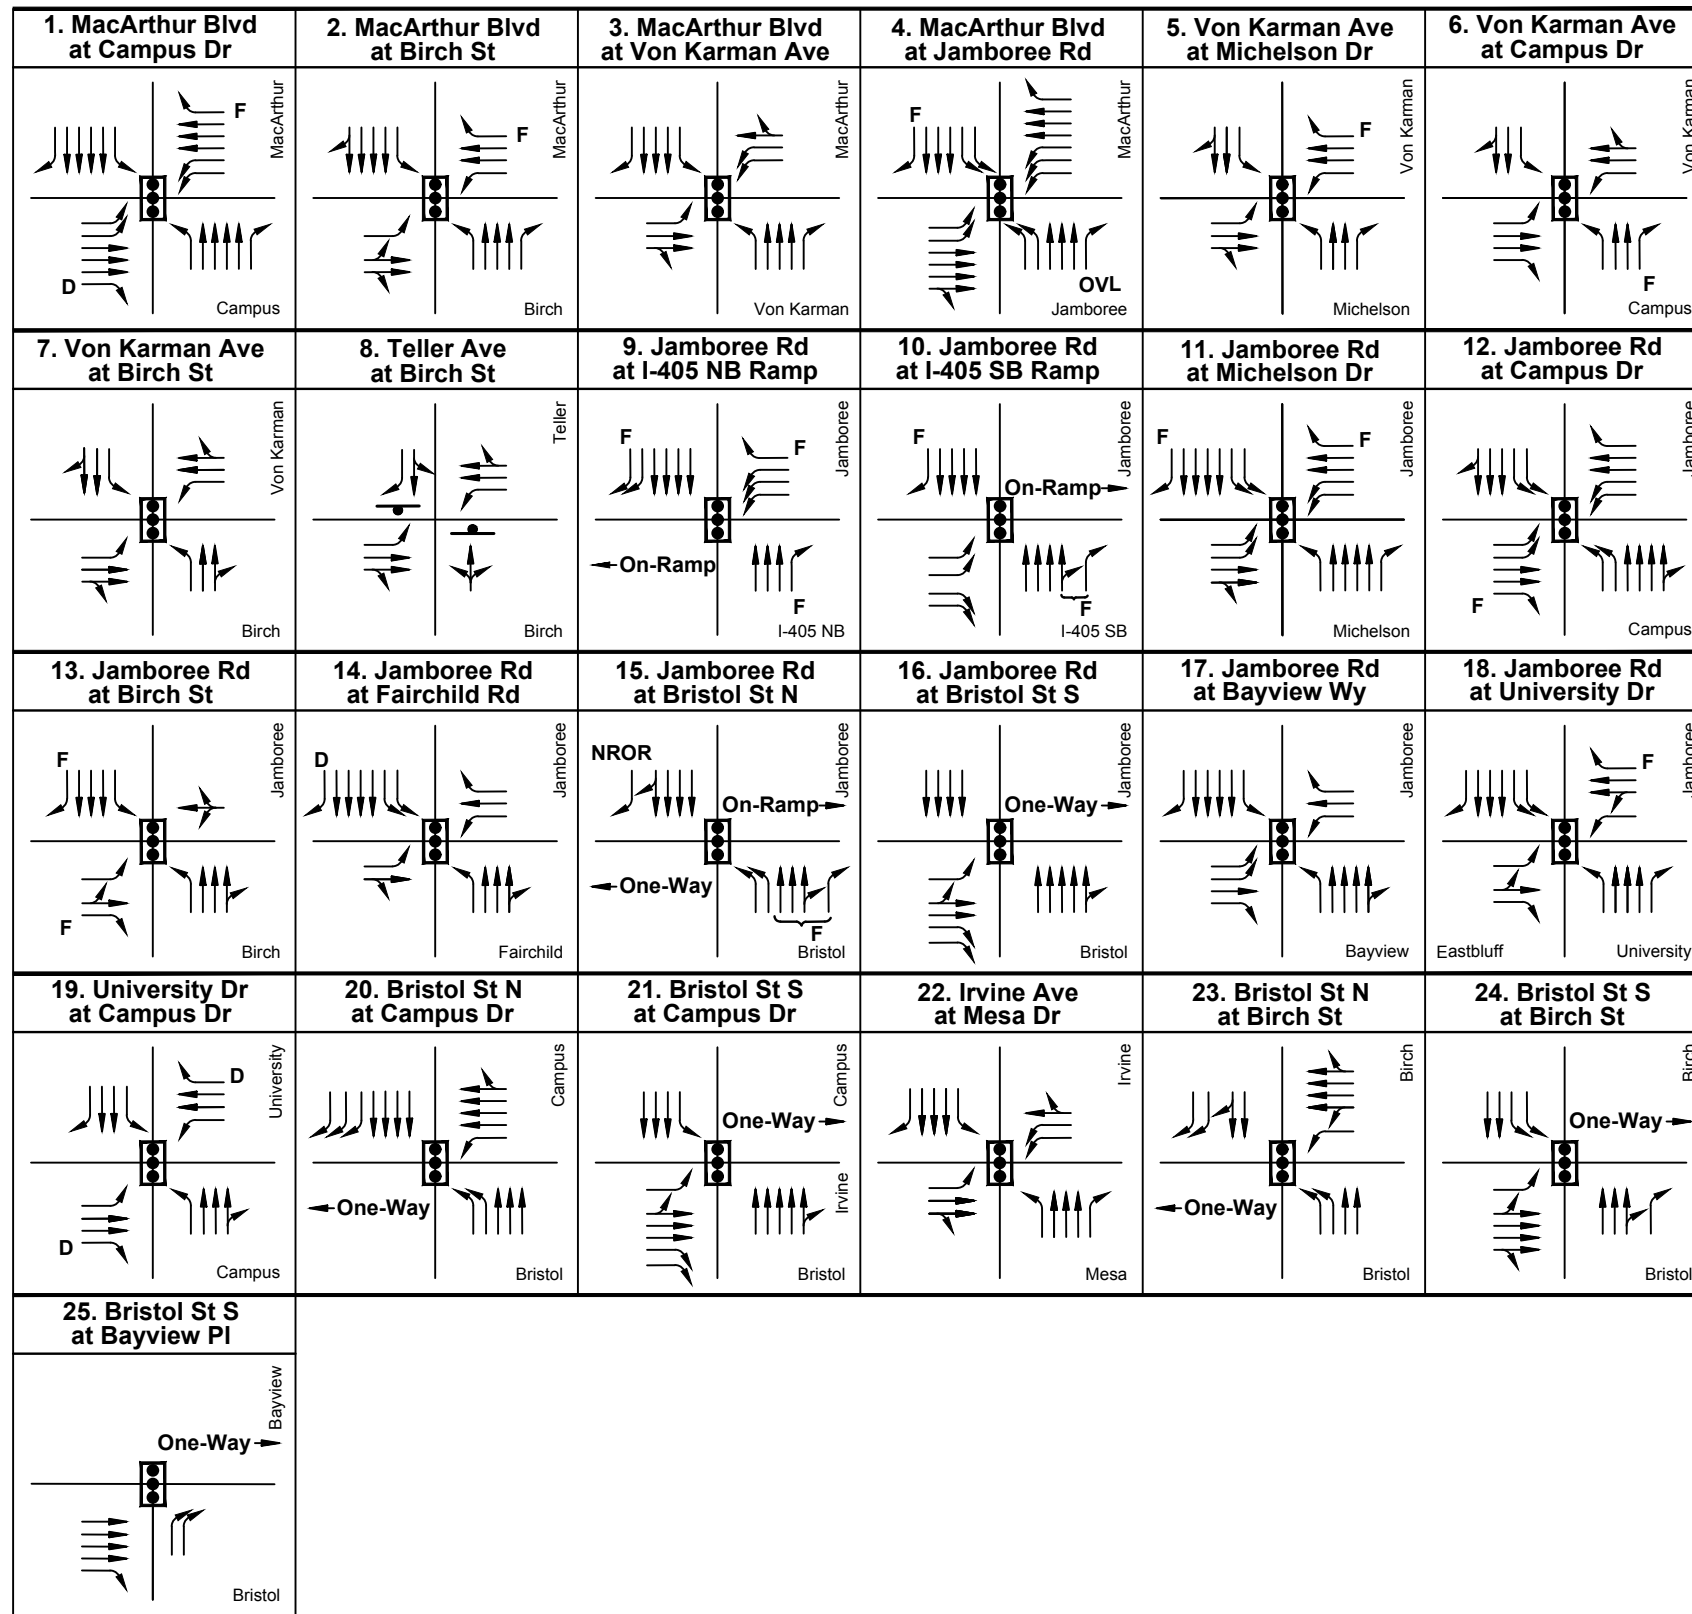 1. MacArthur Blvd
at Campus Dr
F
MacArthur
D
Campus
2. MacArthur Blvd
at Birch St
F
MacArthur
Birch
3. MacArthur Blvd
at Von Karman Ave
MacArthur
Von Karman
4. MacArthur Blvd
at Jamboree Rd
F
MacArthur
OVL
Jamboree
5. Von Karman Ave
at Michelson Dr
F
Von Karman
Michelson
6. Von Karman Ave
at Campus Dr
Von Karman
F
Campus
7. Von Karman Ave
at Birch St
Von Karman
Birch
8. Teller Ave
at Birch St
Teller
Birch
9. Jamboree Rd
at I-405 NB Ramp
F
F
Jamboree
On-Ramp
F
I-405 NB
10. Jamboree Rd
at I-405 SB Ramp
F
Jamboree
On-Ramp
F
I-405 SB
11. Jamboree Rd
at Michelson Dr
F
F
Jamboree
Michelson
12. Jamboree Rd
at Campus Dr
Jamboree
F
Campus
13. Jamboree Rd
at Birch St
F
Jamboree
F
Birch
14. Jamboree Rd
at Fairchild Rd
D
Jamboree
Fairchild
15. Jamboree Rd
at Bristol St N
NROR
Jamboree
On-Ramp
One-Way
F
Bristol
16. Jamboree Rd
at Bristol St S
Jamboree
One-Way
Bristol
17. Jamboree Rd
at Bayview Wy
Jamboree
Bayview
18. Jamboree Rd
at University Dr
F
Jamboree
Eastbluff
University
19. University Dr
at Campus Dr
D
University
D
Campus
20. Bristol St N
at Campus Dr
Campus
One-Way
Bristol
21. Bristol St S
at Campus Dr
Campus
One-Way
Irvine
Bristol
22. Irvine Ave
at Mesa Dr
Irvine
Mesa
23. Bristol St N
at Birch St
Birch
One-Way
Bristol
24. Bristol St S
at Birch St
Birch
One-Way
Bristol
25. Bristol St S
at Bayview Pl
Bayview
One-Way
Bristol